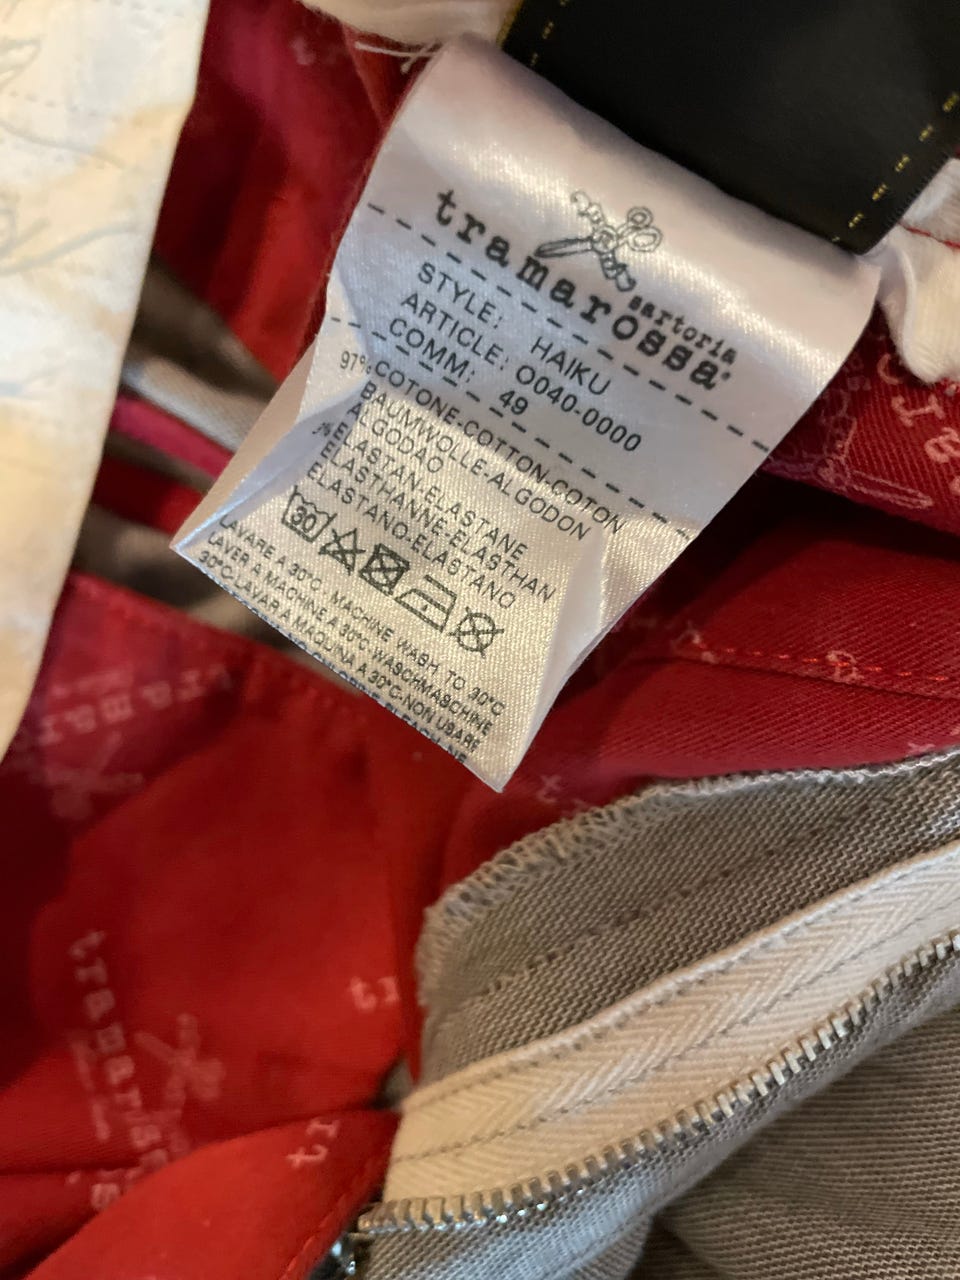 tramarossa
sartoria
STYLE: HAIKU
ARTICLE: O040-0000
COMM: 49
97% COTONE-COTTON-COTON
BAUMWOLLE-ALGODON
ALGODAO
ELASTAN-ELASTANE
ELASTHANNE-ELASTHAN
ELASTANO-ELASTANO
30
LAVARE A 30°C. MACHINE WASH TO 30°C
LAVER A MACHINE A 30°C-WASCHMASCHINE
30°C-LAVAR A MAQUINA A 30°C-NON USARE